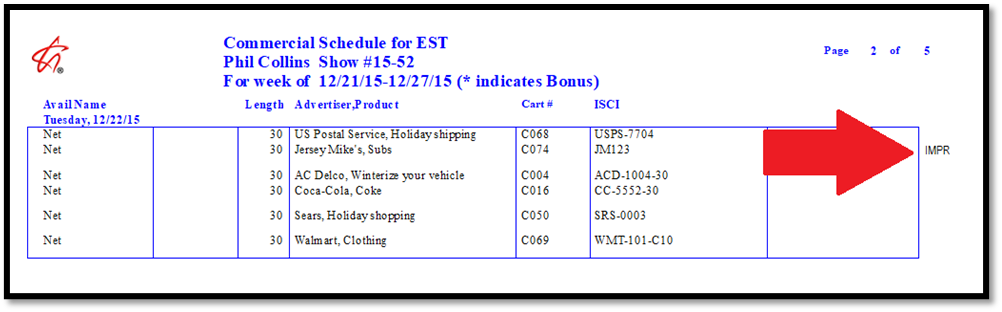 Commercial Schedule for EST
Page 2 of 5
Phil Collins Show #15-52
For week of 12/21/15-12/27/15 (* indicates Bonus)
Avail Name Length Advertiser,Product Cart # ISCI
Tuesday, 12/22/15
Net 30 US Postal Service, Holiday shipping C068 USPS-7704
Net 30 Jersey Mike's, Subs C074 JM123 IMPR
Net 30 AC Delco, Winterize your vehicle C004 ACD-1004-30
Net 30 Coca-Cola, Coke C016 CC-5552-30
Net 30 Sears, Holiday shopping C050 SRS-0003
Net 30 Walmart, Clothing C069 WMT-101-C10
®